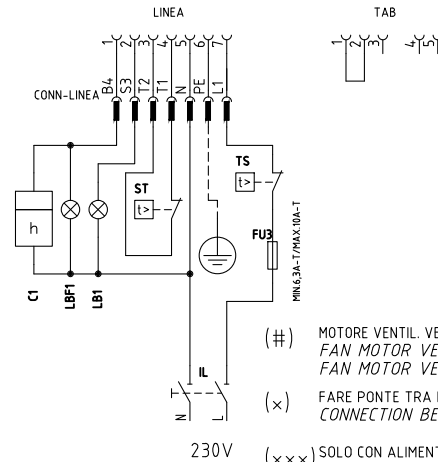 LINEA
TAB
1 2 3 4 5 6 7
1 2 3 4 5
CONN-LINEA
B4 S3 T2 T1 N PE L1
ST
t>
TS
t>
h
FU3
MIN.6,3A-T/MAX.10A-T
C1
LBF1
LB1
IL
N
L
230V
(#) MOTORE VENTIL. VE
FAN MOTOR VE
FAN MOTOR VE
(x) FARE PONTE TRA
CONNECTION BE
(xxx) SOLO CON ALIMENT